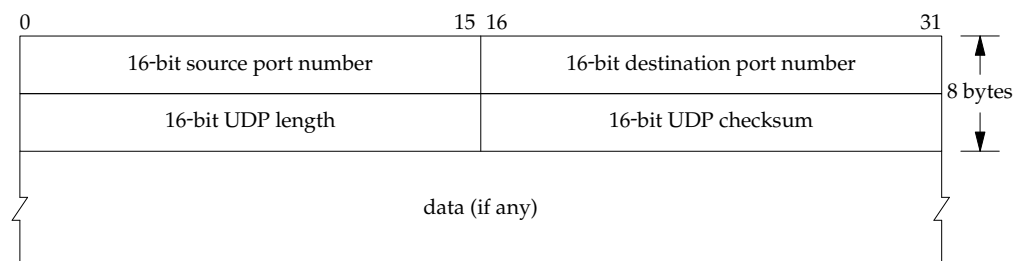 0 15 16 31
16-bit source port number 16-bit destination port number
8 bytes
16-bit UDP length 16-bit UDP checksum
data (if any)